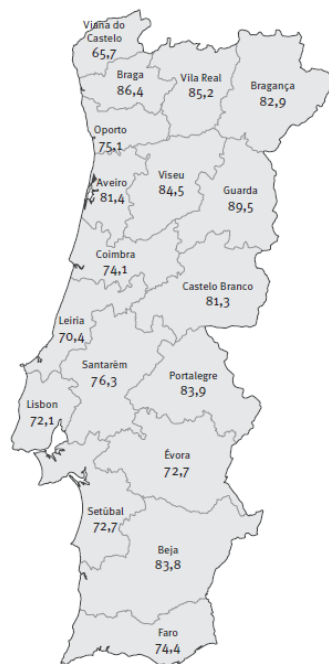 Viana do
Castelo
65,7
Braga
86,4
Vila Real
85,2
Bragança
82,9
Oporto
75,1
Aveiro
81,4
Viseu
84,5
Guarda
89,5
Coimbra
74,1
Castelo Branco
81,3
Leiria
70,4
Santarèm
76,3
Portalegre
83,9
Lisbon
72,1
Évora
72,7
Setübal
72,7
Beja
83,8
Faro
74,4